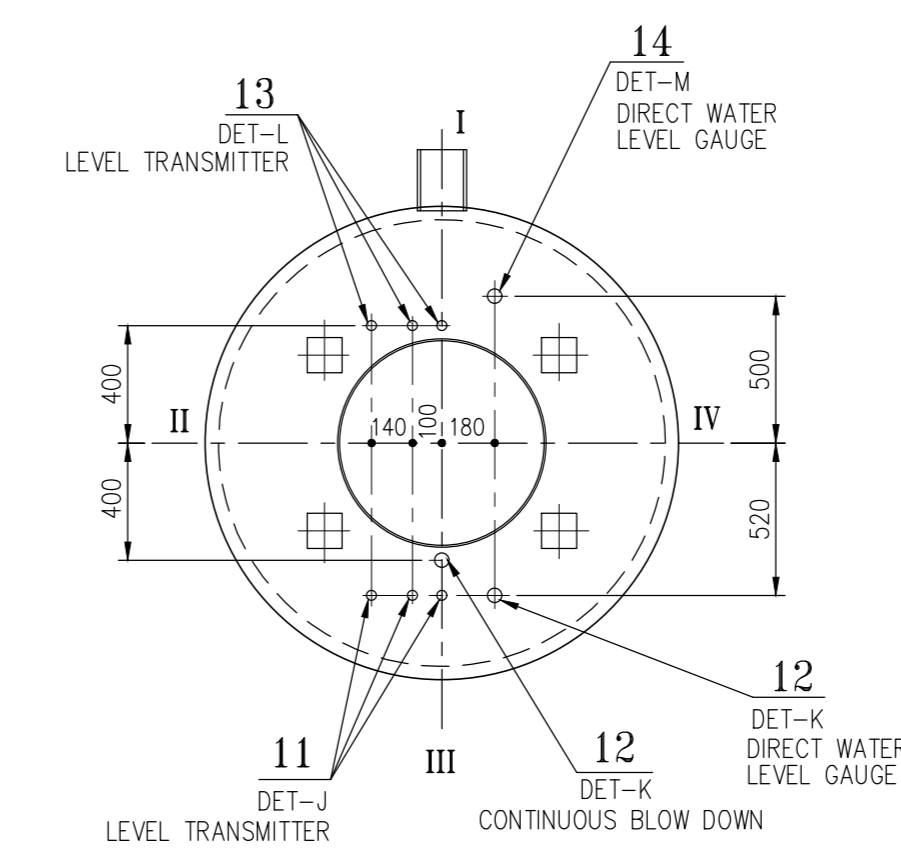 14
DET-M
DIRECT WATER
LEVEL GAUGE
13
DET-L
LEVEL TRANSMITTER
I
400
500
II
140
100
180
IV
400
520
12
DET-K
DIRECT WATER
LEVEL GAUGE
III
11
DET-J
LEVEL TRANSMITTER
12
DET-K
CONTINUOUS BLOW DOWN